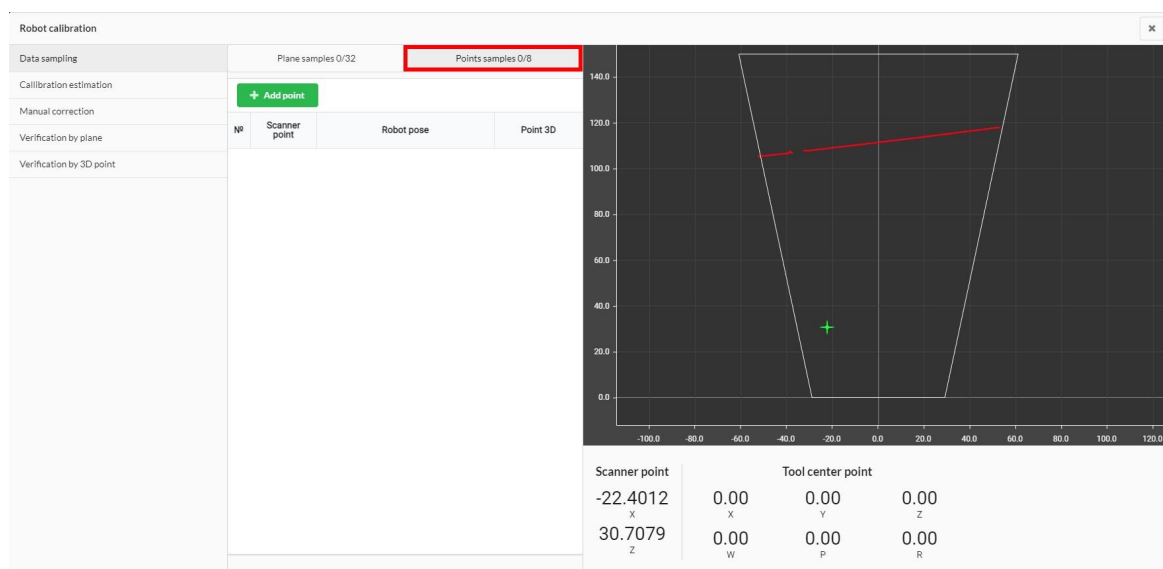 Robot calibration
×
Data sampling
Callibration estimation
Manual correction
Verification by plane
Verification by 3D point
Plane samples 0/32
Points samples 0/8
+ Add point
Nº
Scanner
point
Robot pose
Point 3D
140.0
120.0
100.0
80.0
60.0
40.0
20.0
0.0
-100.0 -80.0 -60.0 -40.0 -20.0 0.0 20.0 40.0 60.0 80.0 100.0 120.0
Scanner point
-22.4012
X
30.7079
Z
Tool center point
0.00 0.00 0.00
X Y Z
0.00 0.00 0.00
W P R